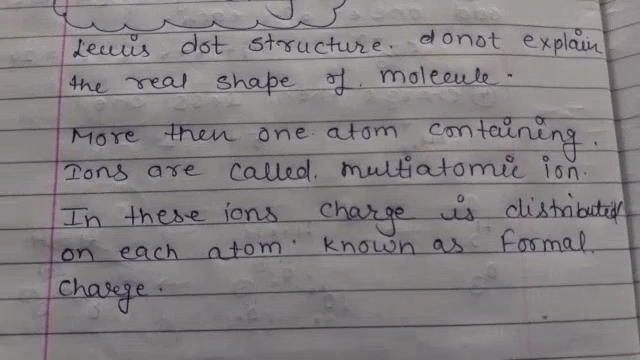 Lewis dot structure. donot explain
the real shape of molecule.
More then one atom containing.
Ions are called. multiatomic ion.
In these ions charge is distributed
on each atom. known as Formal.
Charge.